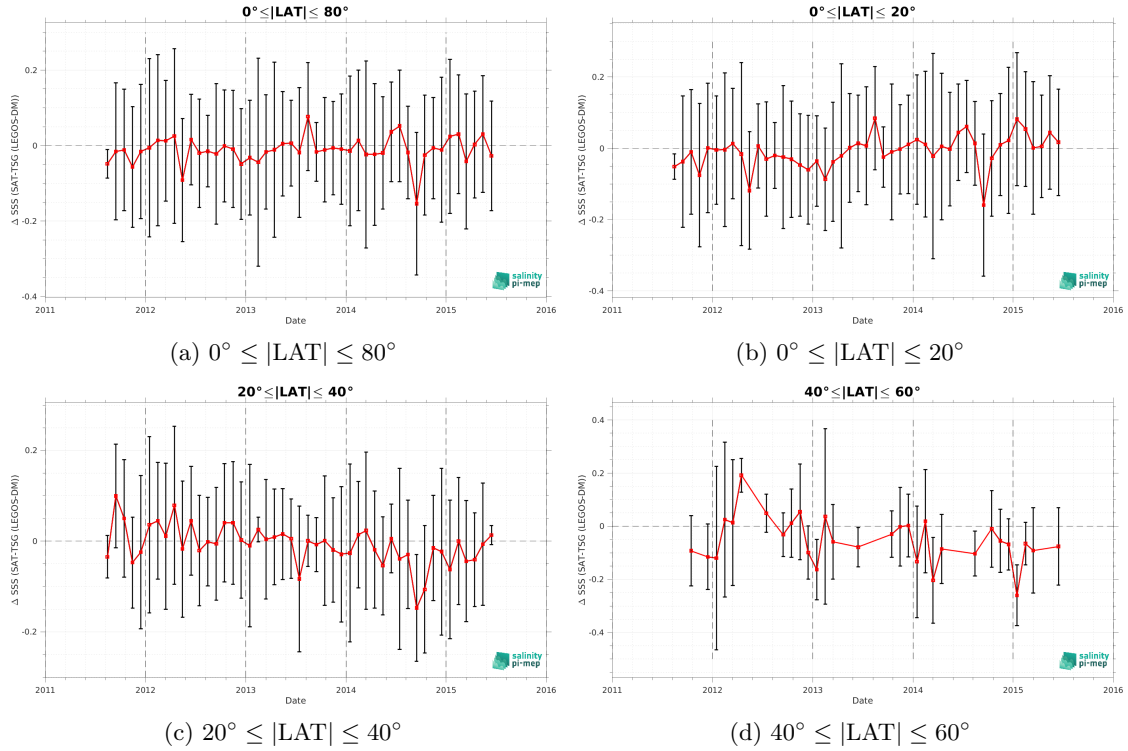 0°≤|LAT|≤ 80°
Δ SSS (SAT-TSG (LEGOS-DM))
0.2
0
-0.2
-0.4
2011 2012 2013 2014 2015 2016
Date
salinity
pi-mep
(a) 0° ≤ |LAT| ≤ 80°
0°≤|LAT|≤ 20°
Δ SSS (SAT-TSG (LEGOS-DM))
0.2
0
-0.2
-0.4
2011 2012 2013 2014 2015 2016
Date
salinity
pi-mep
(b) 0° ≤ |LAT| ≤ 20°
20°≤|LAT|≤ 40°
Δ SSS (SAT-TSG (LEGOS-DM))
0.2
0
-0.2
2011 2012 2013 2014 2015 2016
Date
salinity
pi-mep
(c) 20° ≤ |LAT| ≤ 40°
40°≤|LAT|≤ 60°
Δ SSS (SAT-TSG (LEGOS-DM))
0.4
0.2
0
-0.2
-0.4
2011 2012 2013 2014 2015 2016
Date
salinity
pi-mep
(d) 40° ≤ |LAT| ≤ 60°